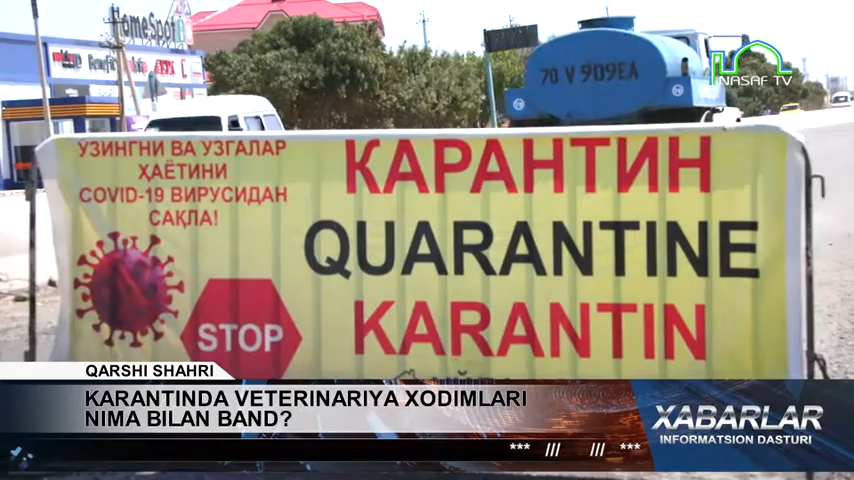 HomeSpot
70 V 909EA
NASAF TV
УЗИНГНИ ВА УЗГАЛАР
ҲАЁТИНИ
COVID-19 ВИРУСИДАН
САҚЛА!
STOP
КАРАНТИН
QUARANTINE
KARANTIN
QARSHI SHAHRI
KARANTINDA VETERINARIYA XODIMLARI
NIMA BILAN BAND?
*** /// /// ***
XABARLAR
INFORMATSION DASTURI